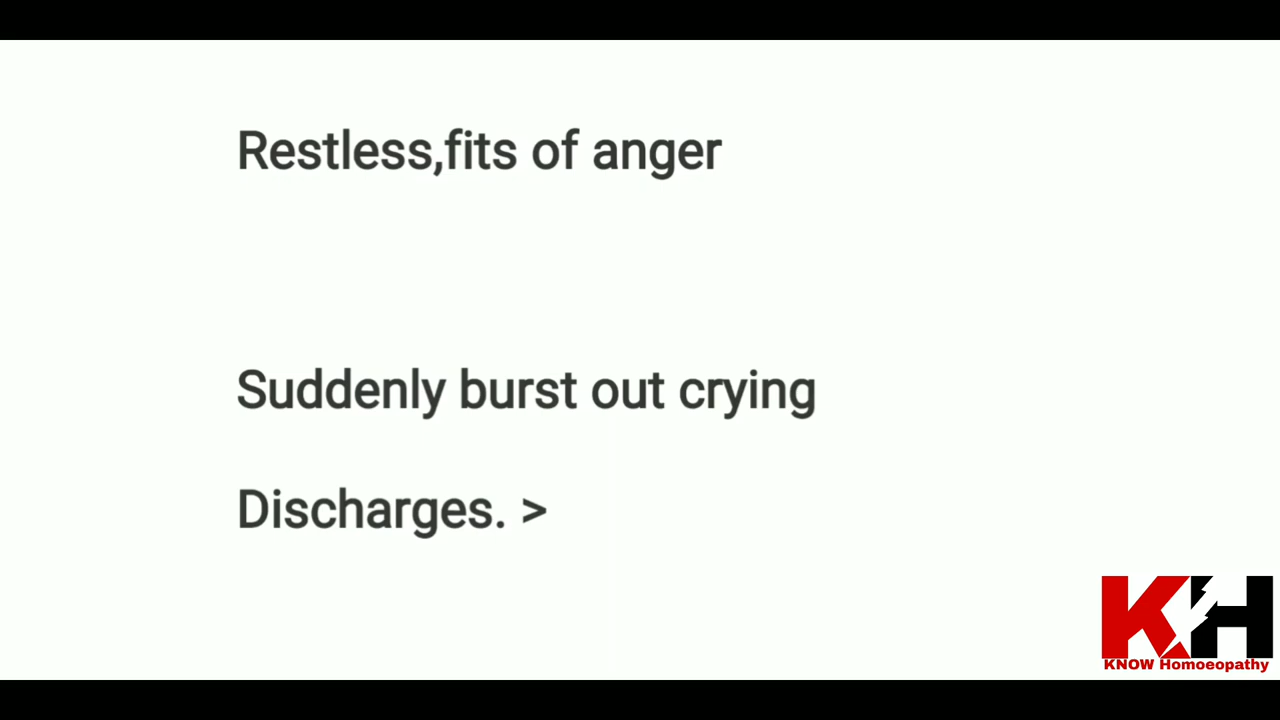 Restless,fits of anger
Suddenly burst out crying
Discharges. >
KH
KNOW Homoeopathy